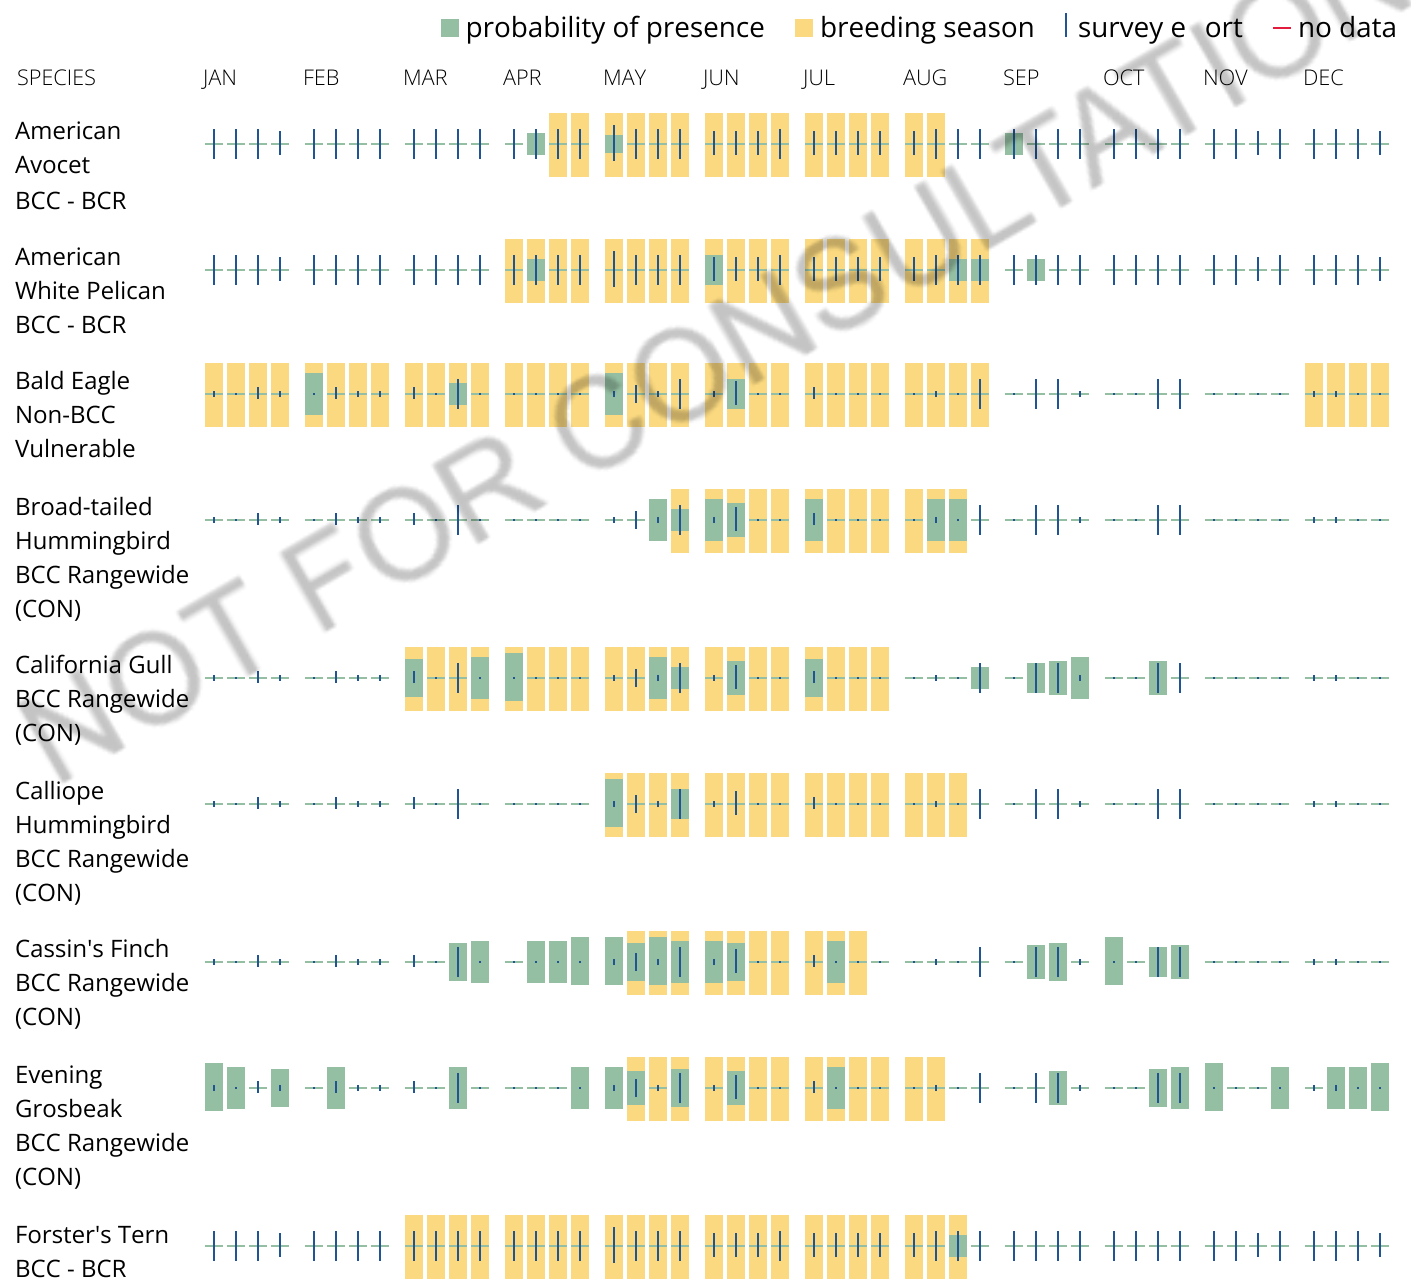 probability of presence breeding season survey e ort no data
SPECIES JAN FEB MAR APR MAY JUN JUL AUG SEP OCT NOV DEC
American
Avocet
BCC - BCR
American
White Pelican
BCC - BCR
Bald Eagle
Non-BCC
Vulnerable
Broad-tailed
Hummingbird
BCC Rangewide
(CON)
California Gull
BCC Rangewide
(CON)
Calliope
Hummingbird
BCC Rangewide
(CON)
Cassin's Finch
BCC Rangewide
(CON)
Evening
Grosbeak
BCC Rangewide
(CON)
Forster's Tern
BCC - BCR
NOT FOR CONSULTATION